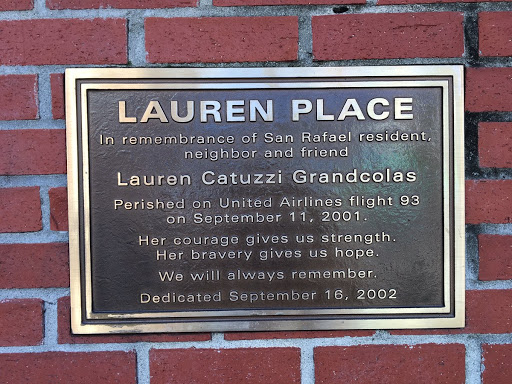 LAUREN PLACE
In remembrance of San Rafael resident,
neighbor and friend
Lauren Catuzzi Grandcolas
Perished on United Airlines flight 93
on September 11, 2001.
Her courage gives us strength.
Her bravery gives us hope.
We will always remember.
Dedicated September 16, 2002